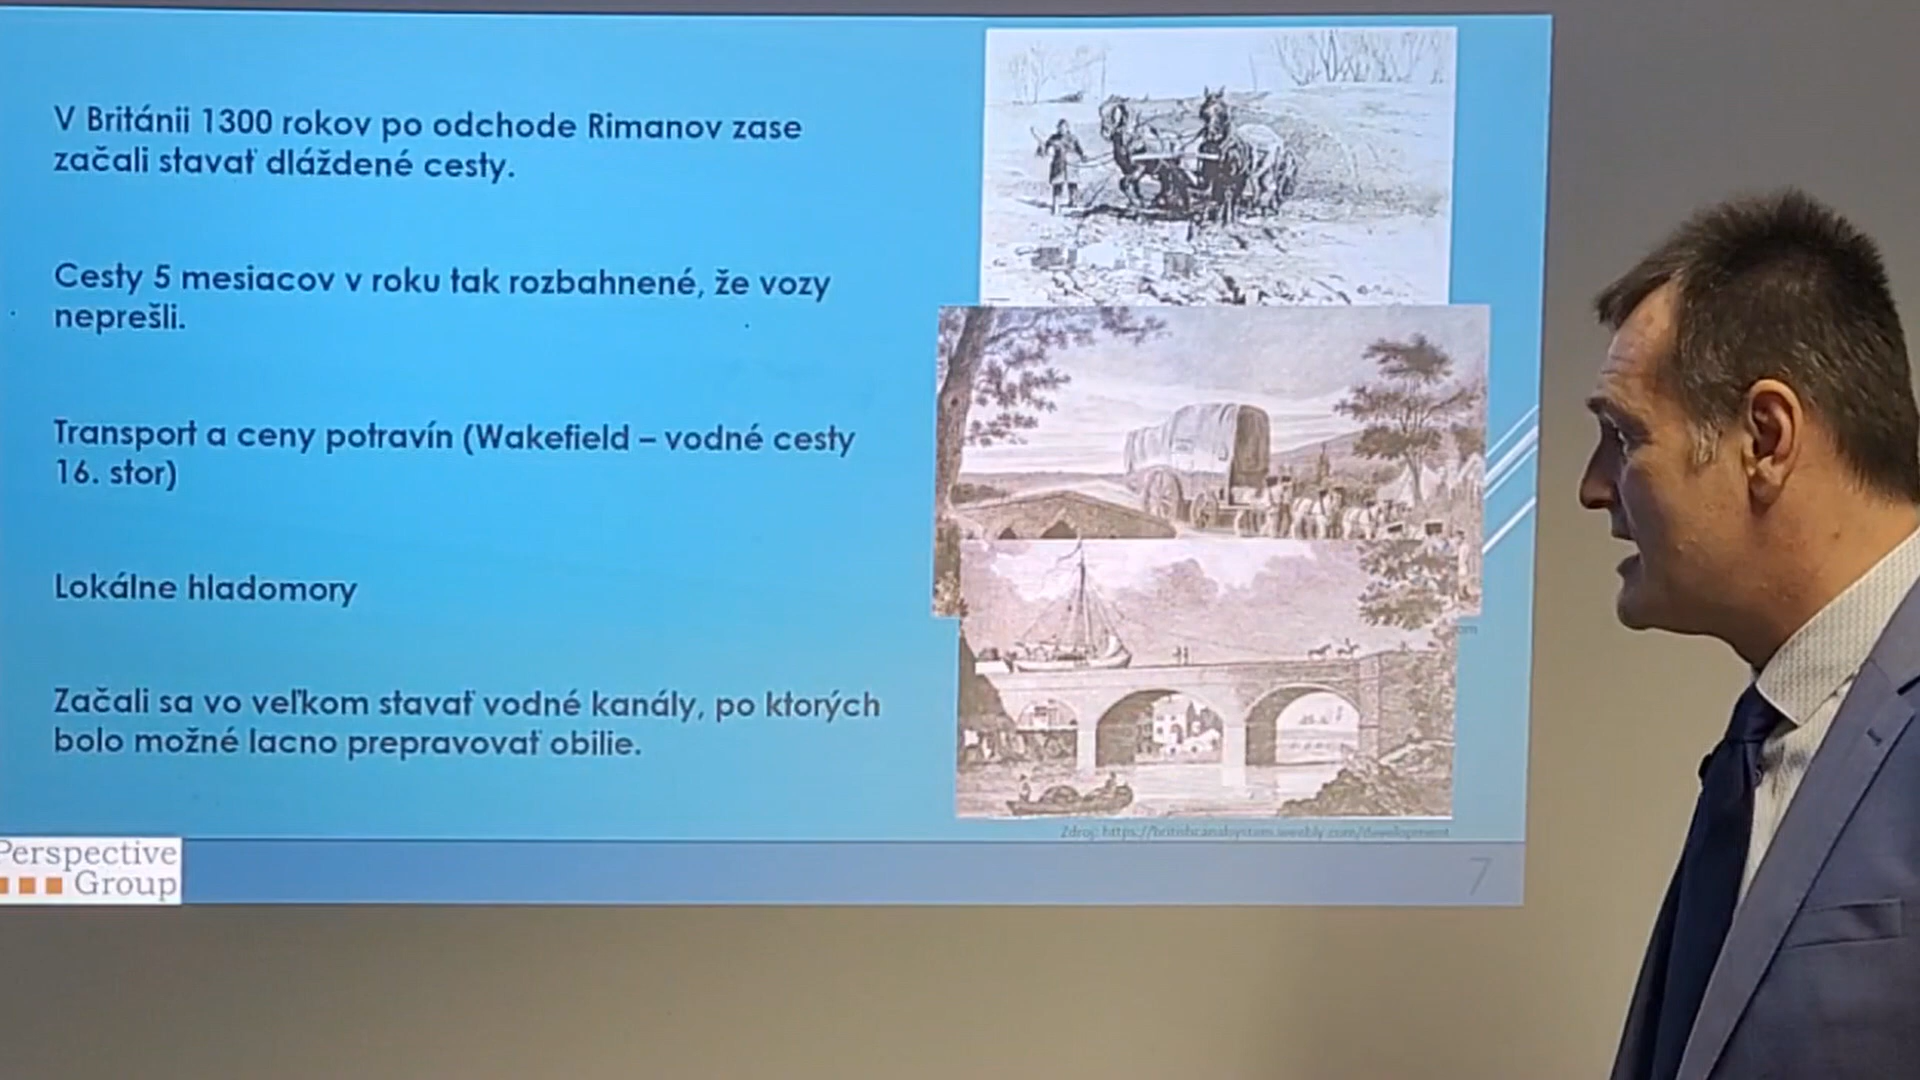 V Británii 1300 rokov po odchode Rimanov zase
začali stavať dláždené cesty.
Cesty 5 mesiacov v roku tak rozbahnené, že vozy
neprešli.
Transport a ceny potravín (Wakefield – vodné cesty
16. stor)
Lokálne hladomory
Začali sa vo veľkom stavať vodné kanály, po ktorých
bolo možné lacno prepravovať obilie.
Zdroj:
Perspective
Group
7